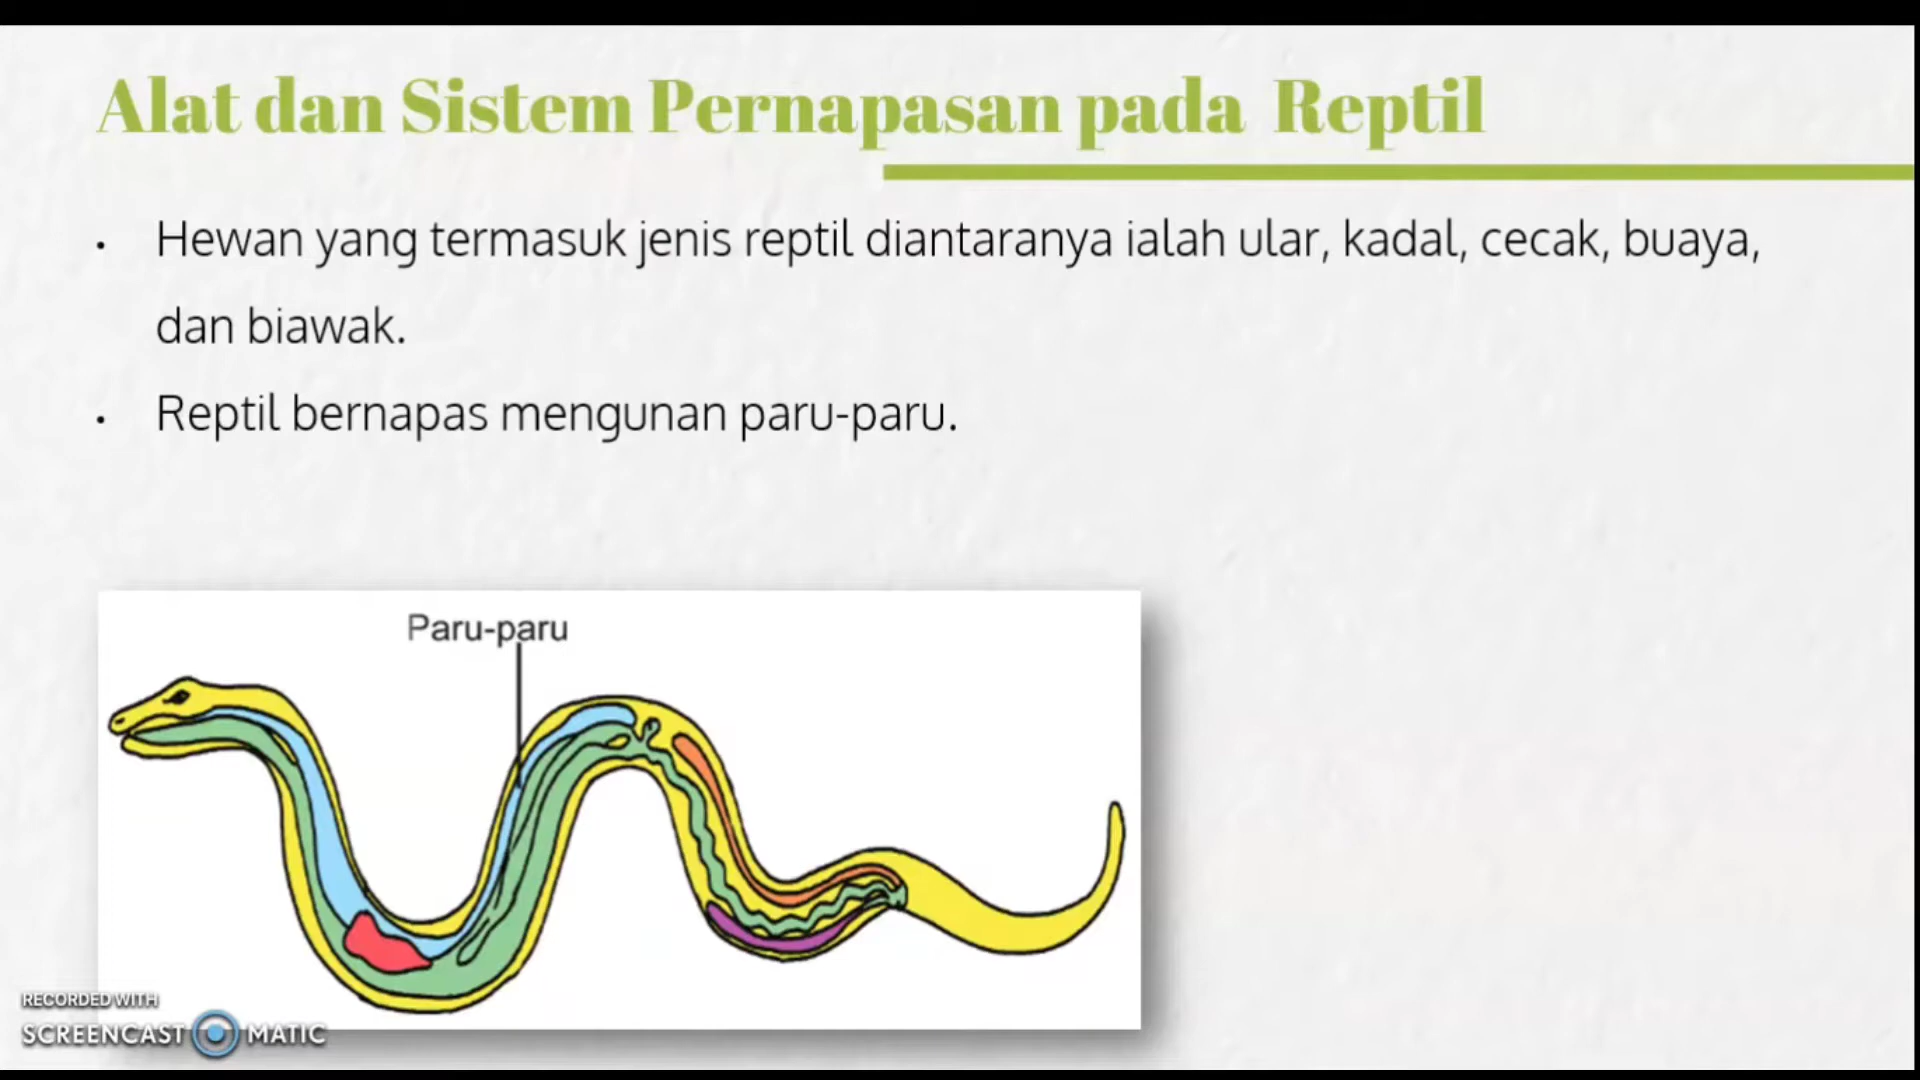 Alat dan Sistem Pernapasan pada Reptil
• Hewan yang termasuk jenis reptil diantaranya ialah ular, kadal, cecak, buaya,
dan biawak.
• Reptil bernapas mengunan paru-paru.
Paru-paru
RECORDED WITH
SCREENCAST MATIC